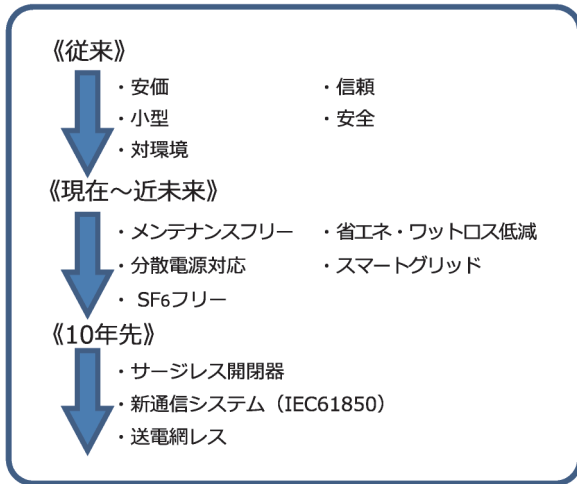 《従来》
・安価 ・信頼
・小型 ・安全
・対環境
《現在～近未来》
・メンテナンスフリー ・省エネ・ワットロス低減
・分散電源対応 ・スマートグリッド
・SF6フリー
《10年先》
・サージレス開閉器
・新通信システム（IEC61850）
・送電網レス